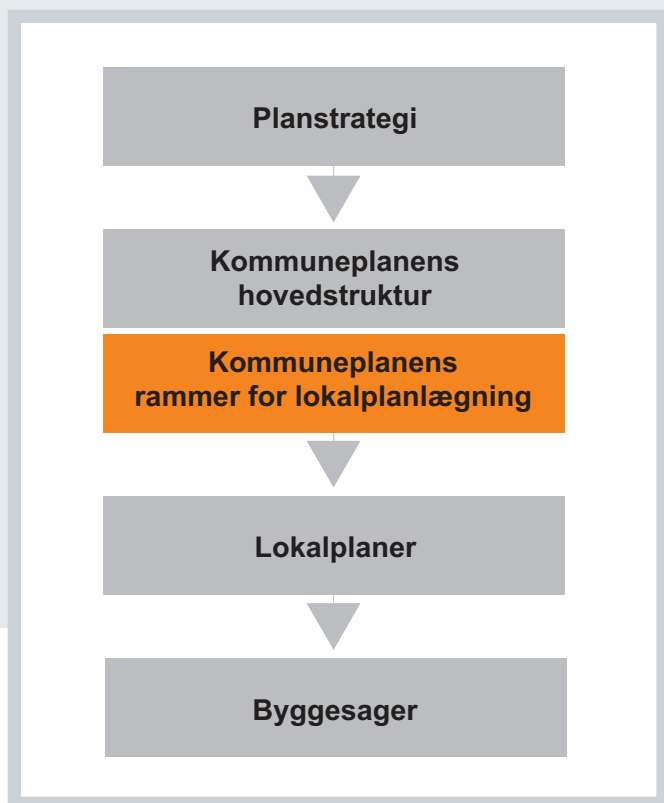 Planstrategi
Kommuneplanens
hovedstruktur
Kommuneplanens
rammer for lokalplanlægning
Lokalplaner
Byggesager